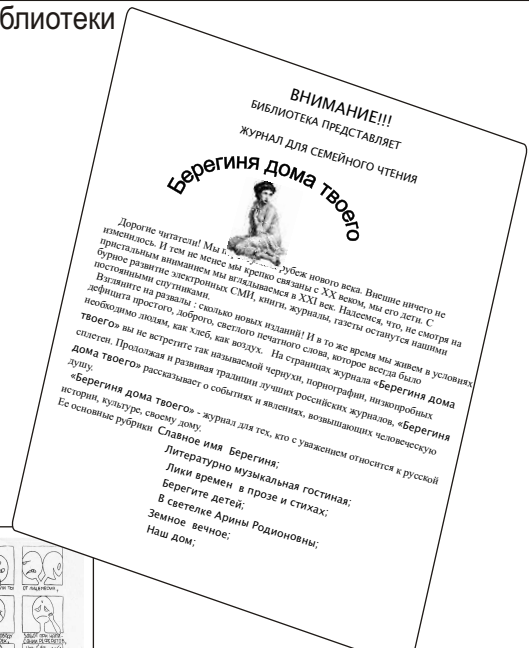 блиотеки
ВНИМАНИЕ!!!
БИБЛИОТЕКА ПРЕДСТАВЛЯЕТ
ЖУРНАЛ ДЛЯ СЕМЕЙНОГО ЧТЕНИЯ
Берегиня дома твоего
Дорогие читатели! Мы рубеж нового века. Внешне ничего не
изменилось. И тем не менее мы крепко связаны с XX веком, мы его дети. С
пристальным вниманием мы вглядываемся в XXI век. Надеемся, что, не смотря на
бурное развитие электронных СМИ, книги, журналы, газеты останутся нашими
постоянными спутниками.
Взгляните на развалы : сколько новых изданий! И в то же время мы живем в условиях
дефицита простого, доброго, светлого печатного слова, которое всегда было
необходимо людям, как хлеб, как воздух. На страницах журнала «Берегиня дома
твоего» вы не встретите так называемой чернухи, порнографии, низкопробных
сплетен. Продолжая и развивая традиции лучших российских журналов, «Берегиня
дома твоего» рассказывает о событиях и явлениях, возвышающих человеческую
душу.
«Берегиня дома твоего» - журнал для тех, кто с уважением относится к русской
истории, культуре, своему дому.
Ее основные рубрики Славное имя Берегиня;
Литературно музыкальная гостиная;
Лики времен в прозе и стихах;
Берегите детей;
В светелке Арины Родионовны;
Земное вечное;
Наш дом;